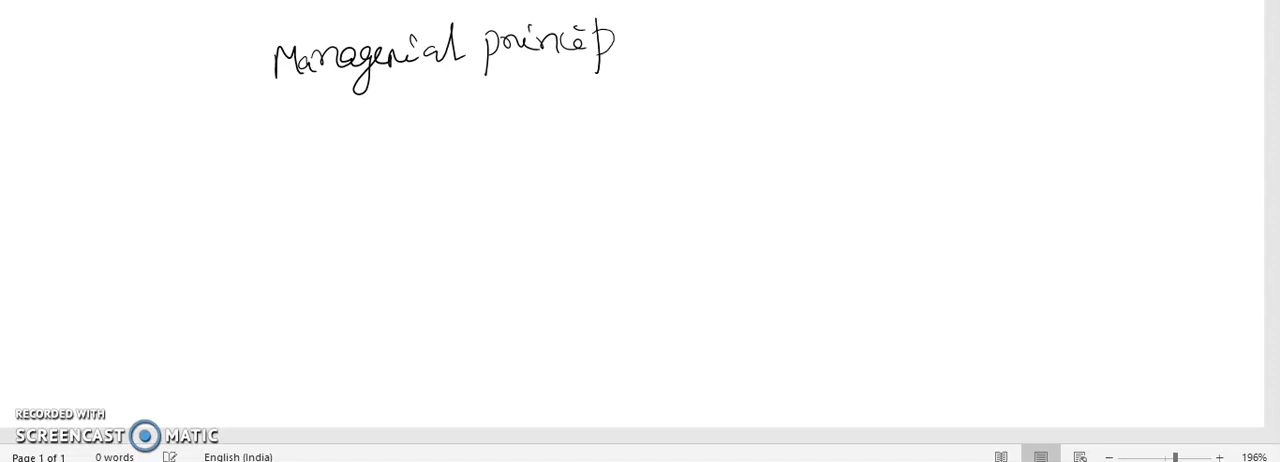 Managerial princip
RECORDED WITH
SCREENCAST MATIC
Page 1 of 1 0 words English (India) 196%